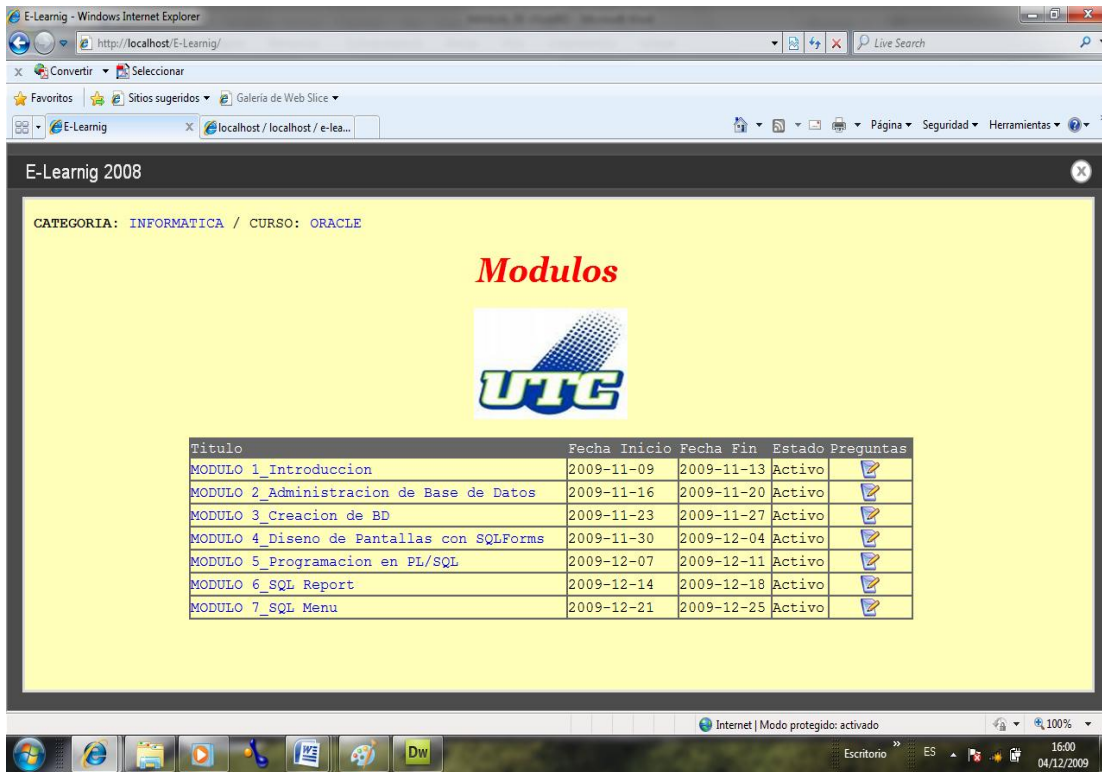 E-Learnig - Windows Internet Explorer
http://localhost/E-Learnig/
Live Search
x Convertir Seleccionar
Favoritos Sitios sugeridos Galería de Web Slice
E-Learnig x localhost / localhost / e-lea... Página Seguridad Herramientas
E-Learnig 2008
CATEGORIA: INFORMATICA / CURSO: ORACLE
Modulos
UTC
Titulo Fecha Inicio Fecha Fin Estado Preguntas
MODULO 1_Introduccion 2009-11-09 2009-11-13 Activo
MODULO 2_Administracion de Base de Datos 2009-11-16 2009-11-20 Activo
MODULO 3_Creacion de BD 2009-11-23 2009-11-27 Activo
MODULO 4_Diseno de Pantallas con SQLForms 2009-11-30 2009-12-04 Activo
MODULO 5_Programacion en PL/SQL 2009-12-07 2009-12-11 Activo
MODULO 6_SQL Report 2009-12-14 2009-12-18 Activo
MODULO 7_SQL Menu 2009-12-21 2009-12-25 Activo
Internet | Modo protegido: activado 100%
Dw Escritorio » ES 16:00
04/12/2009